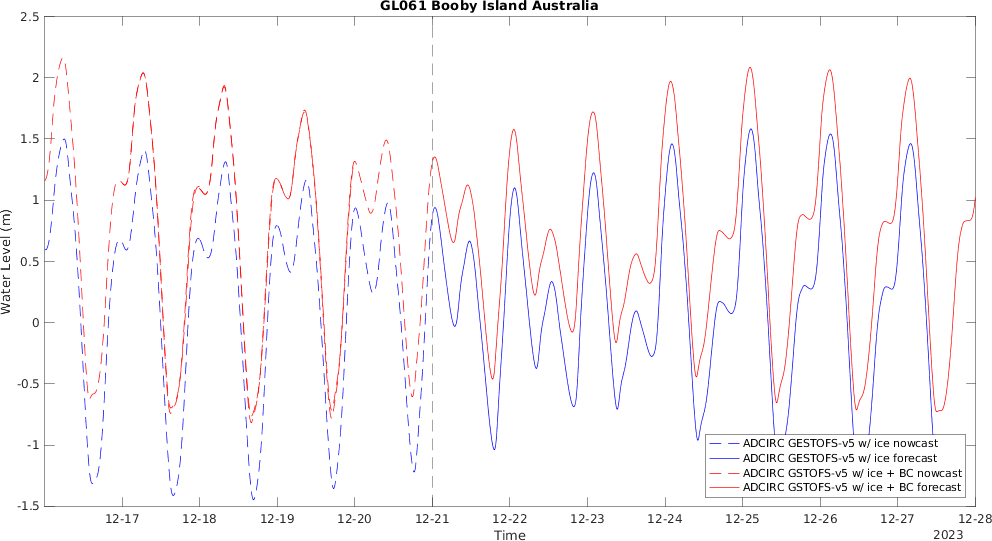 GL061 Booby Island Australia
2.5
2
1.5
1
0.5
0
-0.5
-1
-1.5
Water Level (m)
ADCIRC GESTOFS-v5 w/ ice nowcast
ADCIRC GESTOFS-v5 w/ ice forecast
ADCIRC GSTOFS-v5 w/ ice + BC nowcast
ADCIRC GSTOFS-v5 w/ ice + BC forecast
12-17 12-18 12-19 12-20 12-21 12-22 12-23 12-24 12-25 12-26 12-27 12-28
Time
2023